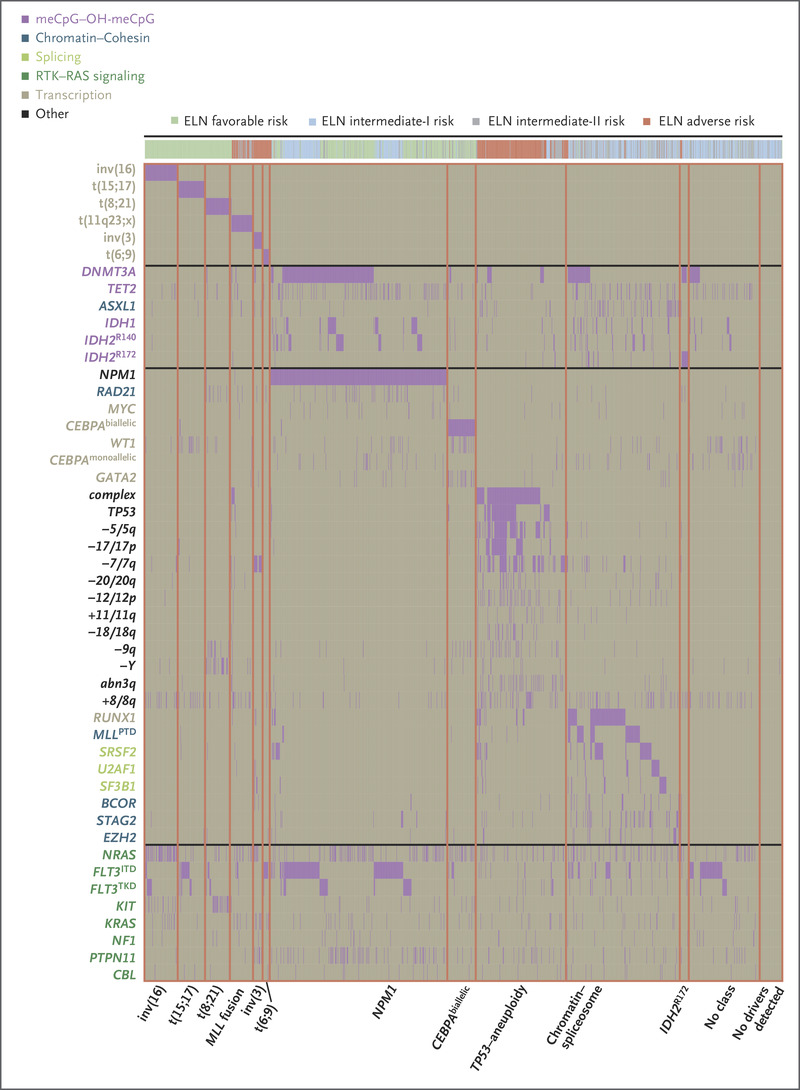 meCpG–OH-meCpG
Chromatin–Cohesin
Splicing
RTK–RAS signaling
Transcription
Other
ELN favorable risk ELN intermediate-I risk ELN intermediate-II risk ELN adverse risk
inv(16)
t(15;17)
t(8;21)
t(11q23;x)
inv(3)
t(6;9)
DNMT3A
TET2
ASXL1
IDH1
IDH2R140
IDH2R172
NPM1
RAD21
MYC
CEBPAbiallelic
WT1
CEBPAmonoallelic
GATA2
complex
TP53
–5/5q
–17/17p
–7/7q
–20/20q
–12/12p
+11/11q
–18/18q
–9q
–Y
abn3q
+8/8q
RUNX1
MLLPTD
SRSF2
U2AF1
SF3B1
BCOR
STAG2
EZH2
NRAS
FLT3ITD
FLT3TKD
KIT
KRAS
NF1
PTPN11
CBL
inv(16)
t(15;17)
t(8;21)
MLL fusion
inv(3)
t(6;9)
NPM1
CEBPAbiallelic
TP53–aneuploidy
Chromatin–
spliceosome
IDH2R172
No class
No drivers
detected